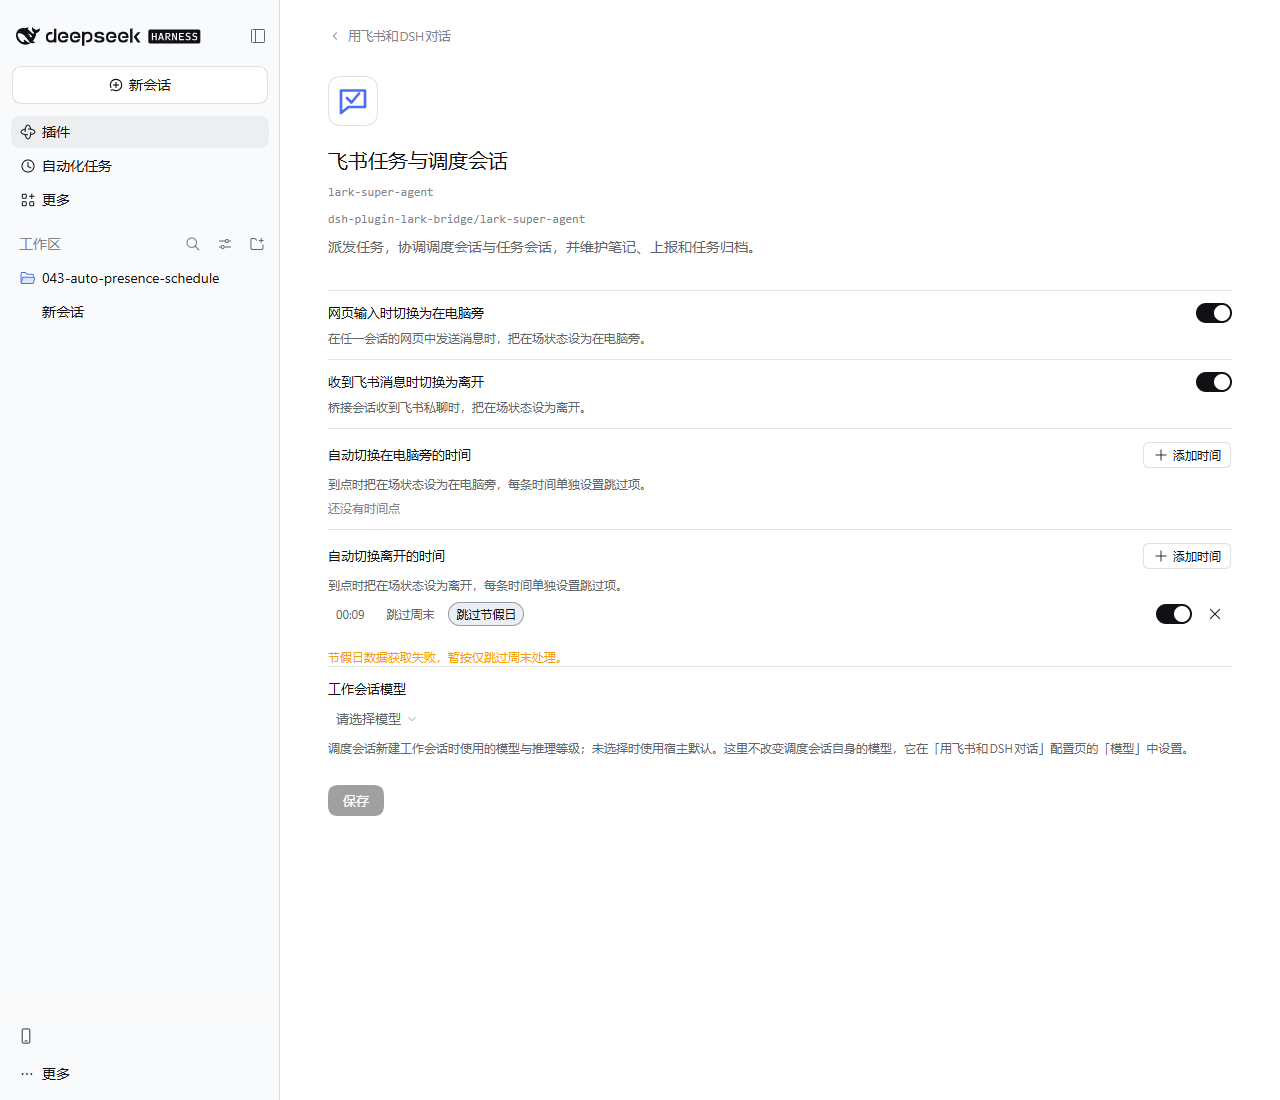 deepseek HARNESS
新会话
插件
自动化任务
更多
工作区
043-auto-presence-schedule
新会话
更多
用飞书和DSH对话
飞书任务与调度会话
lark-super-agent
dsh-plugin-lark-bridge/lark-super-agent
派发任务，协调调度会话与任务会话，并维护笔记、上报和任务归档。
网页输入时切换为在电脑旁
在任一会话的网页中发送消息时，把在场状态设为在电脑旁。
收到飞书消息时切换为离开
桥接会话收到飞书私聊时，把在场状态设为离开。
自动切换在电脑旁的时间
添加时间
到点时把在场状态设为在电脑旁，每条时间单独设置跳过项。
还没有时间点
自动切换离开的时间
添加时间
到点时把在场状态设为离开，每条时间单独设置跳过项。
00:09 跳过周末 跳过节假日
节假日数据获取失败，暂按仅跳过周末处理。
工作会话模型
请选择模型
调度会话新建工作会话时使用的模型与推理等级；未选择时使用宿主默认。这里不改变调度会话自身的模型，它在「用飞书和DSH对话」配置页的「模型」中设置。
保存